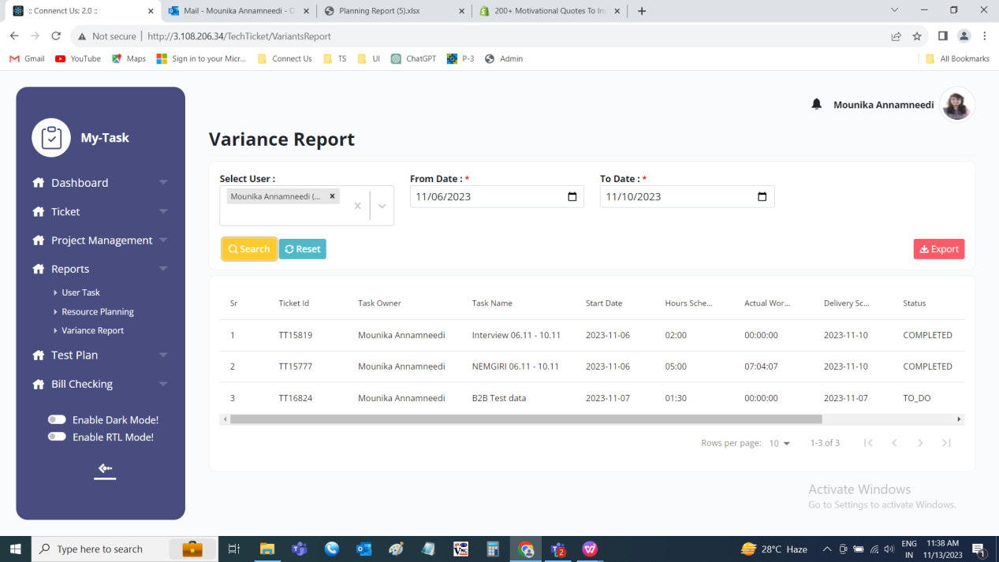 :: Connenct Us: 2.0 ::
Mail - Mounika Annamneedi - O
Planning Report (5).xlsx
200+ Motivational Quotes To In
Not secure
http://3.108.206.34/TechTicket/VariantsReport
Gmail
YouTube
Maps
Sign in to your Micr...
Connect Us
TS
UI
ChatGPT
P-3
Admin
All Bookmarks
Mounika Annamneedi
My-Task
Dashboard
Ticket
Project Management
Reports
User Task
Resource Planning
Variance Report
Test Plan
Bill Checking
Enable Dark Mode!
Enable RTL Mode!
Variance Report
Select User :
From Date : *
To Date : *
Mounika Annamneedi (...
11/06/2023
11/10/2023
Search
Reset
Export
Sr Ticket Id Task Owner Task Name Start Date Hours Sche... Actual Wor... Delivery Sc... Status
1 TT15819 Mounika Annamneedi Interview 06.11 - 10.11 2023-11-06 02:00 00:00:00 2023-11-10 COMPLETED
2 TT15777 Mounika Annamneedi NEMGIRI 06.11 - 10.11 2023-11-06 05:00 07:04:07 2023-11-10 COMPLETED
3 TT16824 Mounika Annamneedi B2B Test data 2023-11-07 01:30 00:00:00 2023-11-07 TO_DO
Rows per page: 10 1-3 of 3
Activate Windows
Go to Settings to activate Windows.
Type here to search
28°C Haze
ENG
IN
11:38 AM
11/13/2023